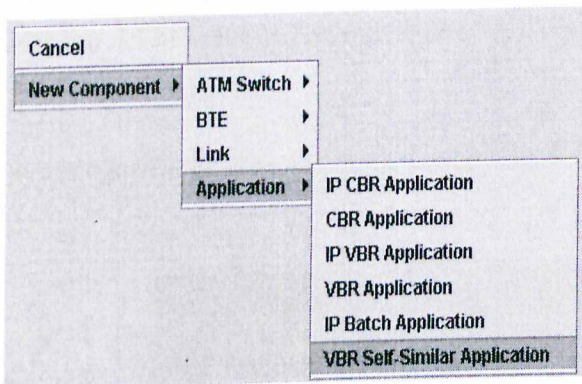 Cancel
New Component
ATM Switch
BTE
Link
Application
IP CBR Application
CBR Application
IP VBR Application
VBR Application
IP Batch Application
VBR Self-Similar Application